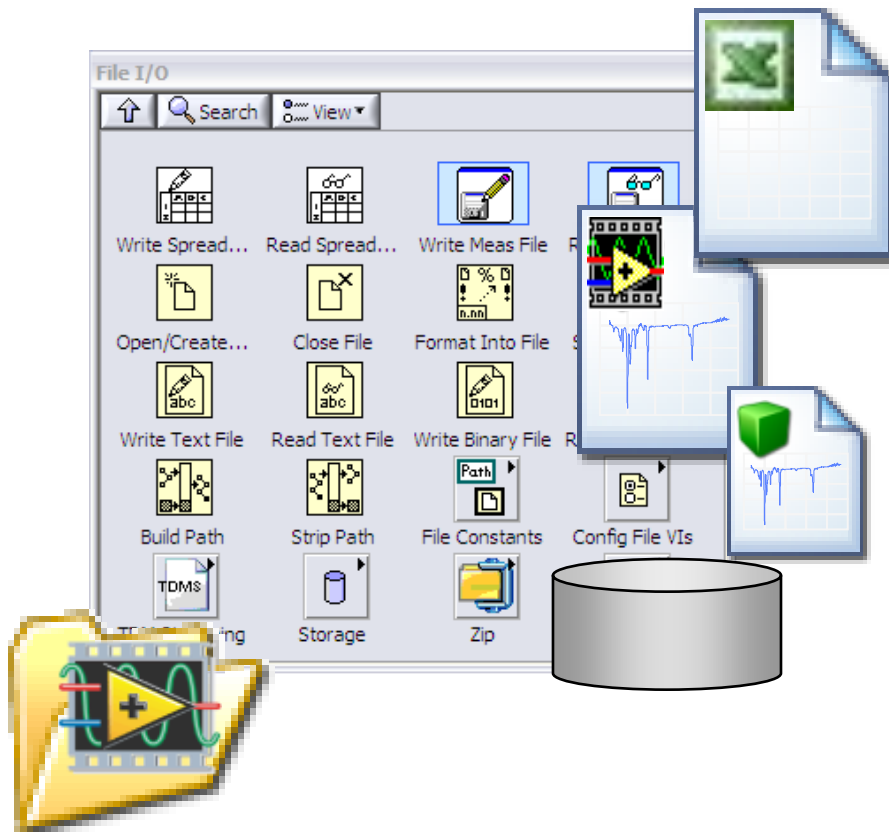 File I/O
Search View
Write Spread... Read Spread... Write Meas File R
Open/Create... Close File Format Into File S
% n.nn
abc abc 0101
Write Text File Read Text File Write Binary File R
Path
Build Path Strip Path File Constants Config File VIs
TDMS
ing Storage Zip